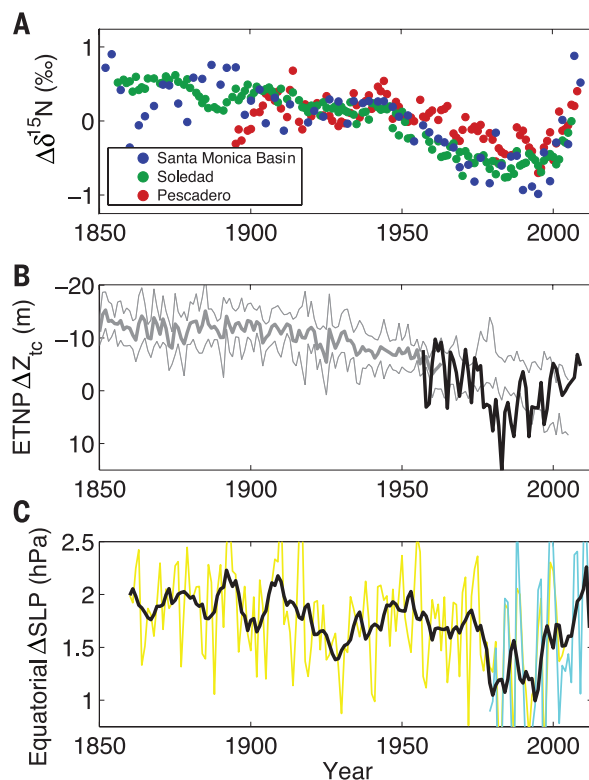 A
Δδ¹⁵N (‰)
1
0
−1
Santa Monica Basin
Soledad
Pescadero
1850 1900 1950 2000
B
ETNP ΔZtc (m)
−20
−10
0
10
1850 1900 1950 2000
C
Equatorial ΔSLP (hPa)
2.5
2
1.5
1
1850 1900 1950 2000
Year